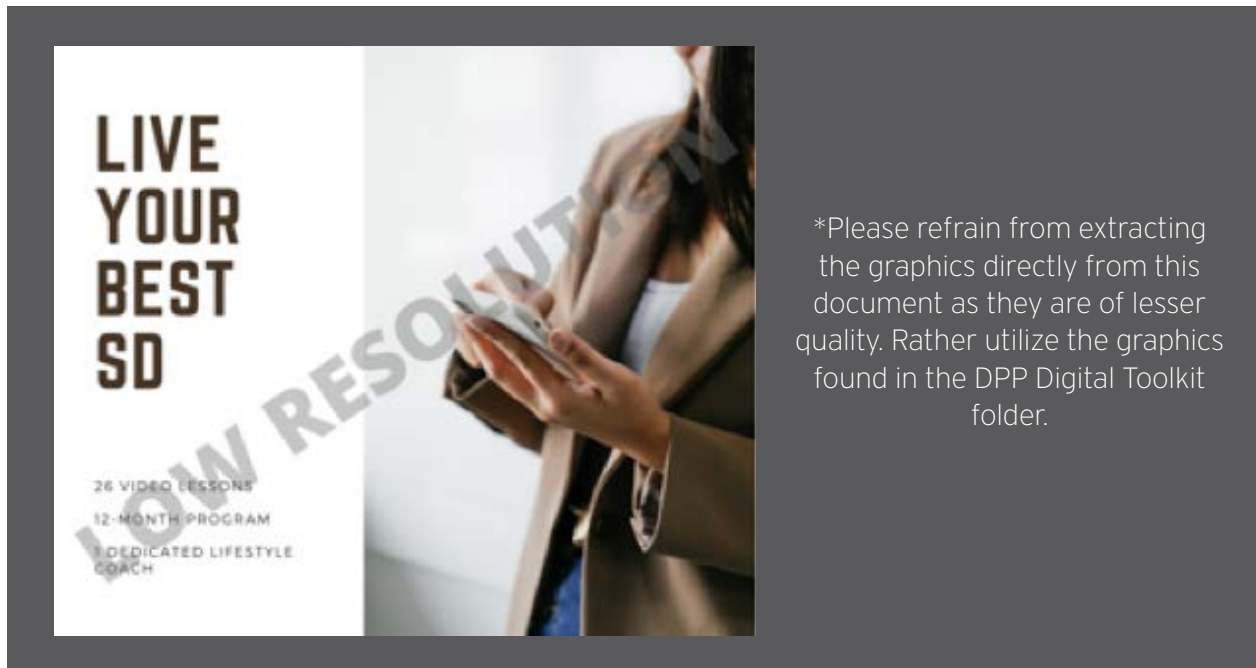 LIVE
YOUR
BEST
SD
26 VIDEO LESSONS
12-MONTH PROGRAM
1 DEDICATED LIFESTYLE
COACH
LOW RESOLUTION
*Please refrain from extracting
the graphics directly from this
document as they are of lesser
quality. Rather utilize the graphics
found in the DPP Digital Toolkit
folder.